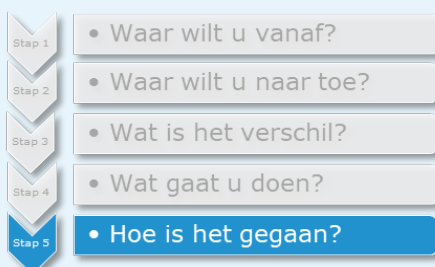 Stap 1
• Waar wilt u vanaf?
Stap 2
• Waar wilt u naar toe?
Stap 3
• Wat is het verschil?
Stap 4
• Wat gaat u doen?
Stap 5
• Hoe is het gegaan?